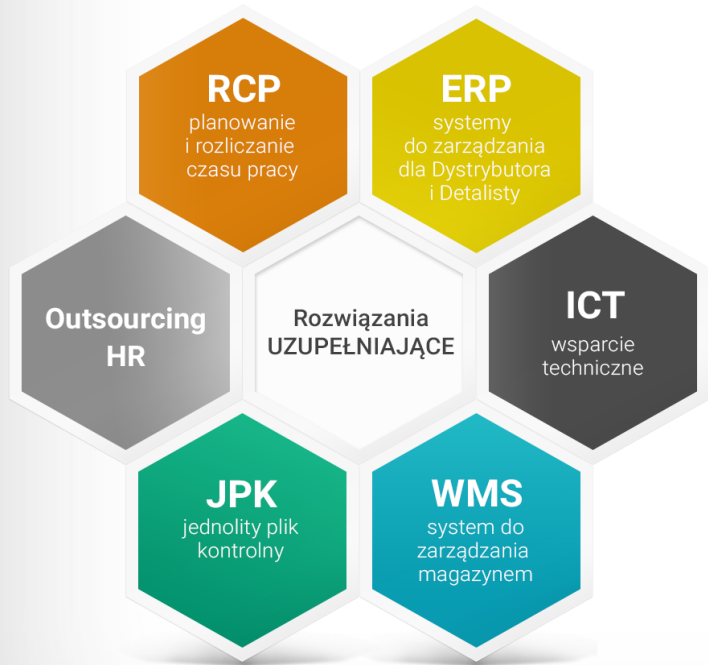 RCP
planowanie
i rozliczanie
czasu pracy
ERP
systemy
do zarządzania
dla Dystrybutora
i Detalisty
Outsourcing
HR
Rozwiązania
UZUPEŁNIAJĄCE
ICT
wsparcie
techniczne
JPK
jednolity plik
kontrolny
WMS
system do
zarządzania
magazynem